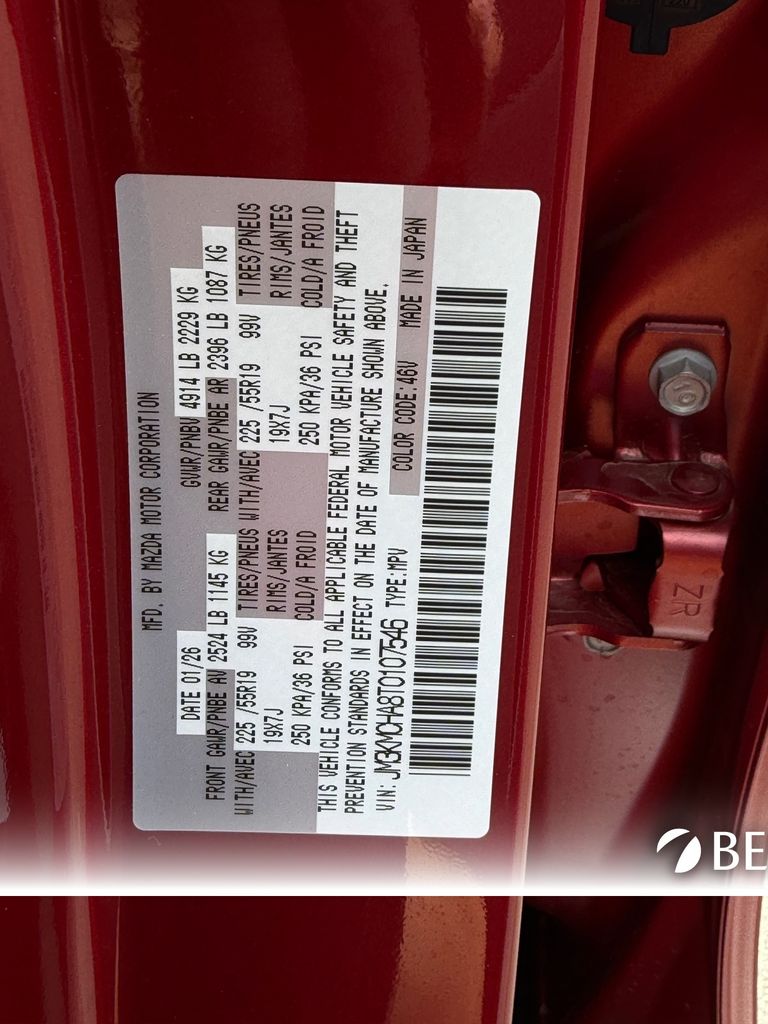 MFD. BY MAZDA MOTOR CORPORATION
DATE 01/26 GVWR/PNBV 4914 LB 2229 KG
FRONT GAWR/PNBE AV 2524 LB 1145 KG REAR GAWR/PNBE AR 2396 LB 1087 KG
WITH/AVEC 225 /55R19 99V TIRES/PNEUS WITH/AVEC 225 /55R19 99V TIRES/PNEUS
19X7J RIMS/JANTES 19X7J RIMS/JANTES
250 KPA/36 PSI COLD/A FROID 250 KPA/36 PSI COLD/A FROID
THIS VEHICLE CONFORMS TO ALL APPLICABLE FEDERAL MOTOR VEHICLE SAFETY AND THEFT
PREVENTION STANDARDS IN EFFECT ON THE DATE OF MANUFACTURE SHOWN ABOVE.
VIN: JM3KMCHA8T0107546 TYPE:MPV
COLOR CODE:46V MADE IN JAPAN
ZR
BE